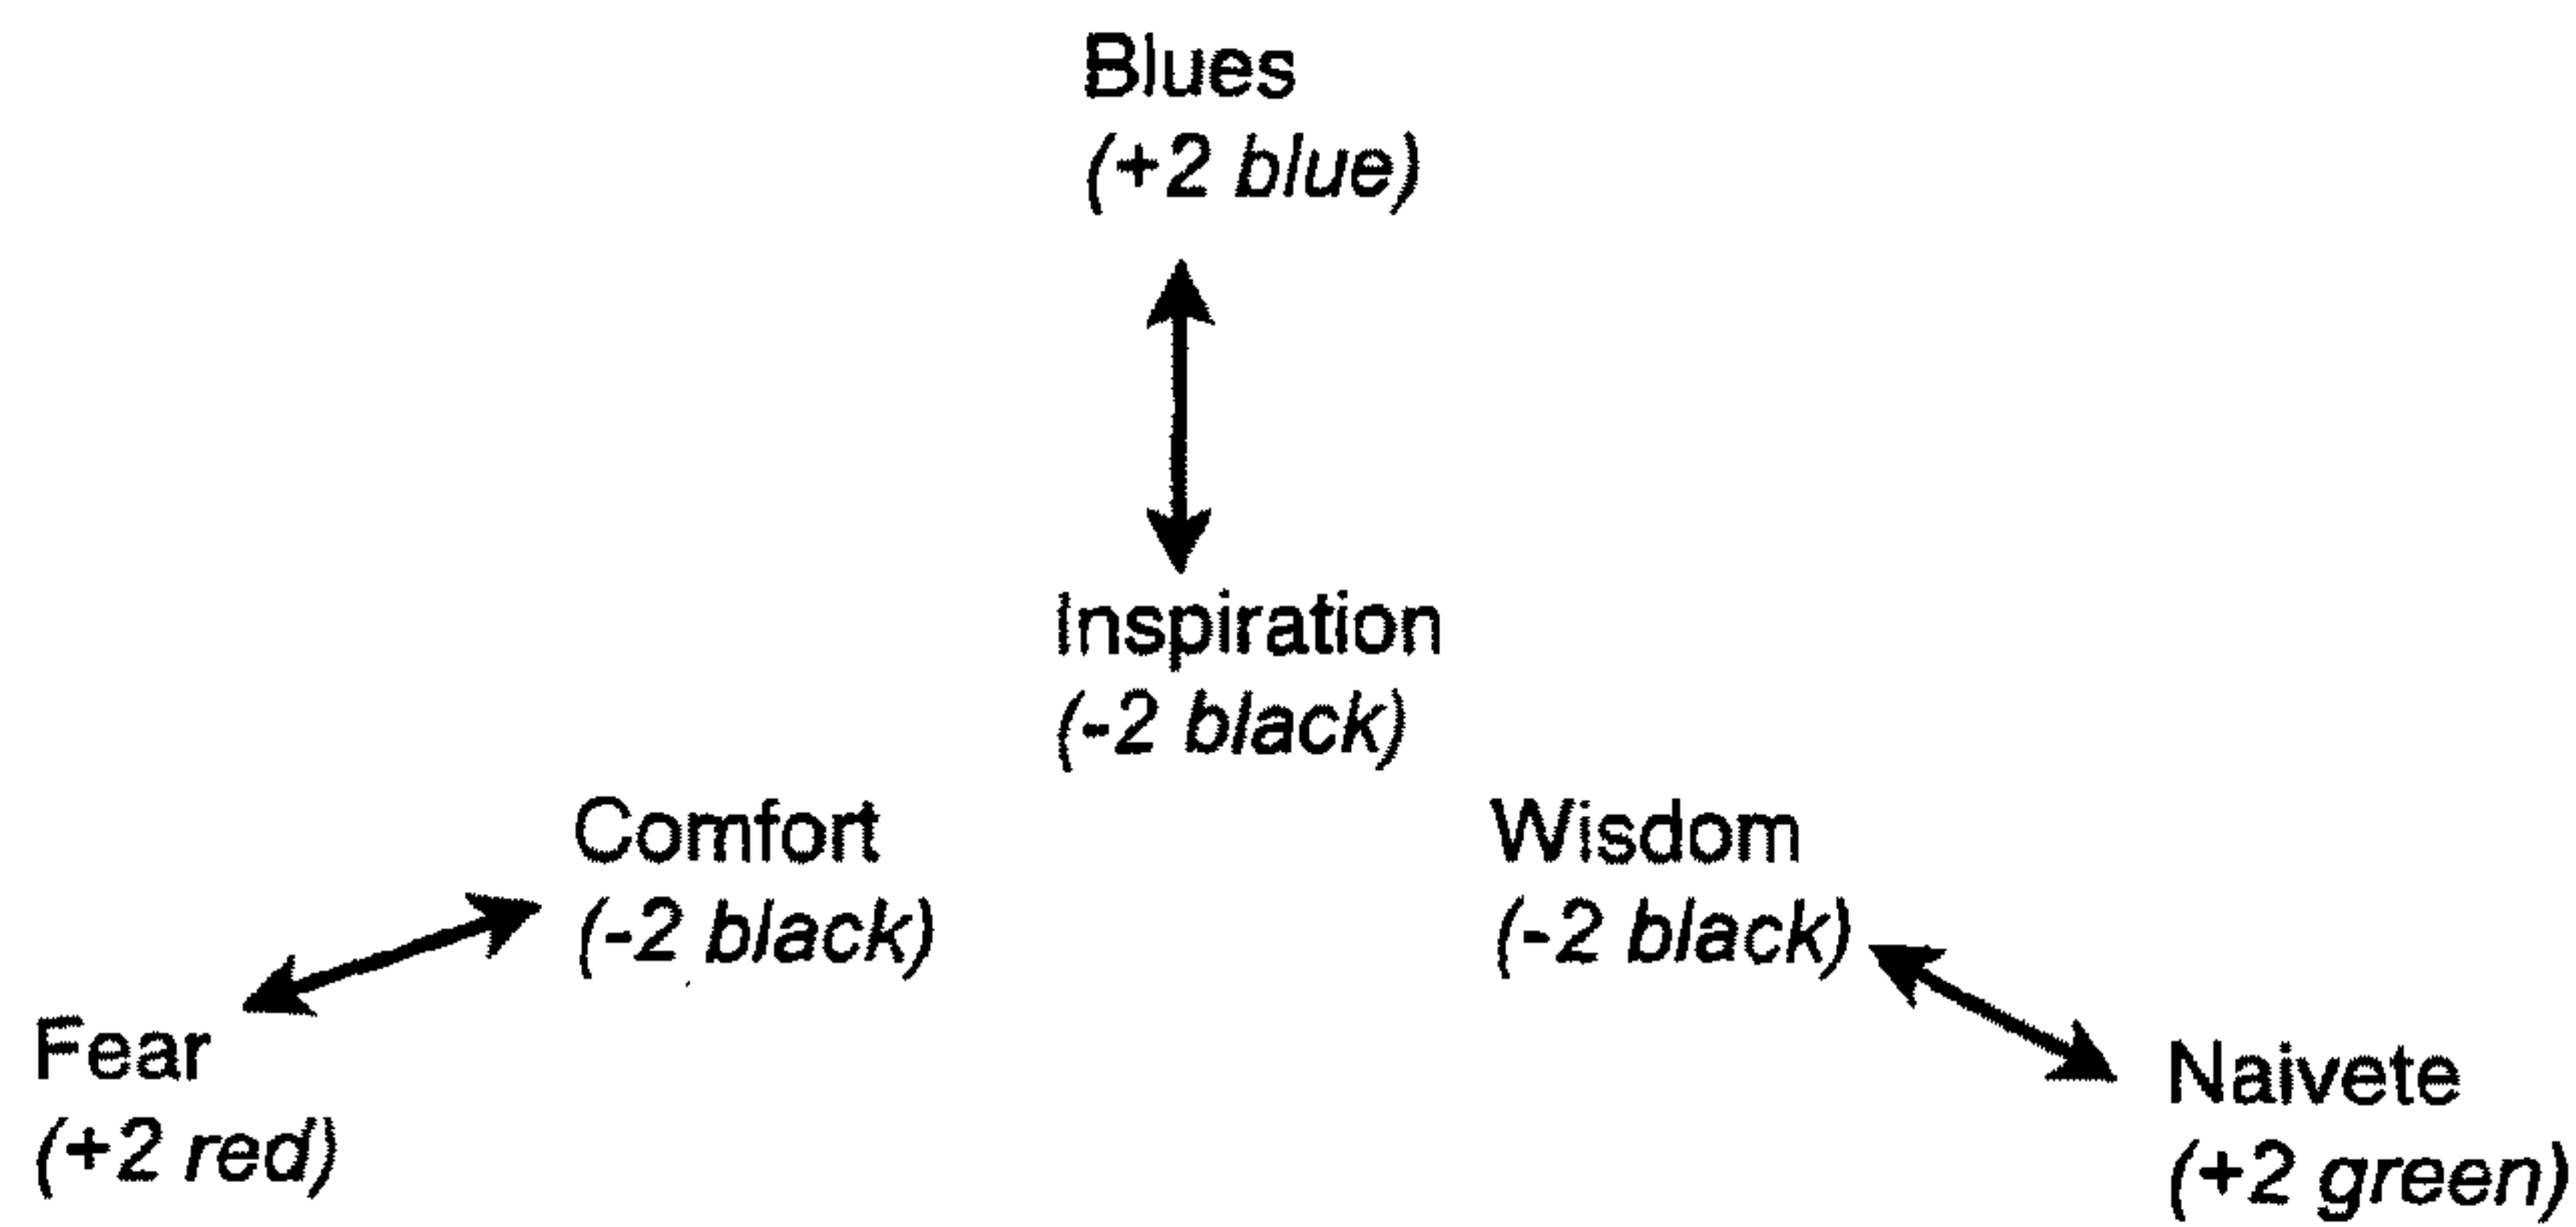 Blues
(+2 blue)
Inspiration
(-2 black)
Comfort
(-2 black)
Wisdom
(-2 black)
Fear
(+2 red)
Naivete
(+2 green)